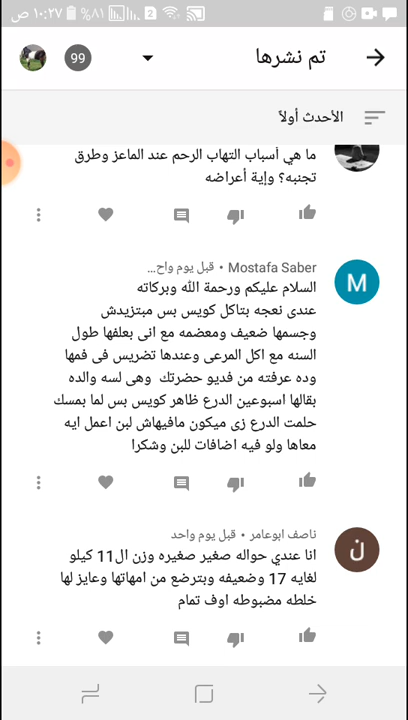 ١٠:٢٧ ص
٨١%
2
تم نشرها
99
الأحدث أولاً
ما هي أسباب التهاب الرحم عند الماعز وطرق
تجنبه؟ وإية أعراضه
Mostafa Saber • قبل يوم واح...
السلام عليكم ورحمة الله وبركاته
عندى نعجه بتاكل كويس بس مبتزيدش
وجسمها ضعيف ومعضمه مع انى بعلفها طول
السنه مع اكل المرعى وعندها تضريس فى فمها
وده عرفته من فديو حضرتك وهى لسه والده
بقالها اسبوعين الدرع ظاهر كويس بس لما بمسك
حلمت الدرع زى ميكون مافيهاش لبن اعمل ايه
معاها ولو فيه اضافات للبن وشكرا
M
ناصف ابوعامر • قبل يوم واحد
انا عندي حواله صغير صغيره وزن ال11 كيلو
لغايه 17 وضعيفه وبترضع من امهاتها وعايز لها
خلطه مضبوطه اوف تمام
ن